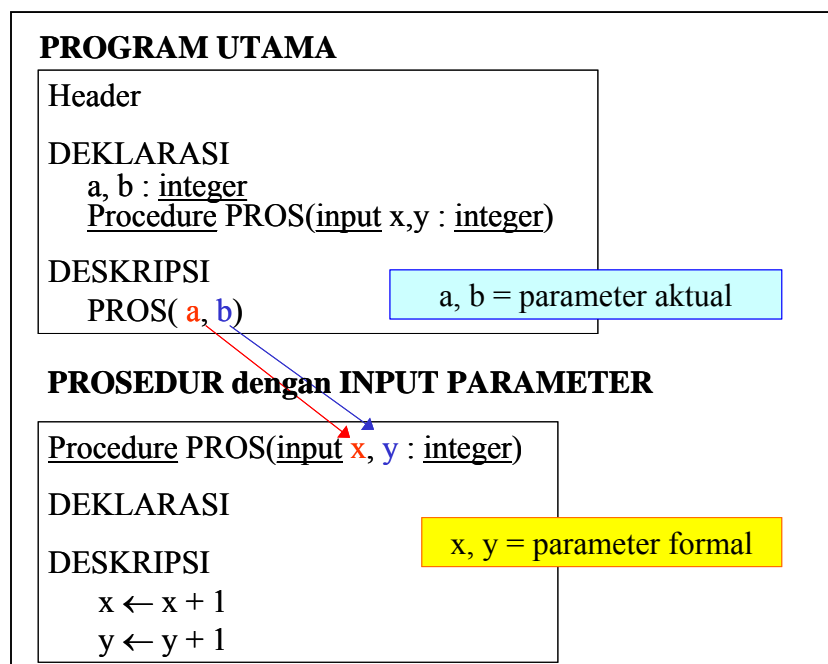 PROGRAM UTAMA
Header
DEKLARASI
a, b : integer
Procedure PROS(input x,y : integer)
DESKRIPSI
PROS( a, b)
a, b = parameter aktual
PROSEDUR dengan INPUT PARAMETER
Procedure PROS(input x, y : integer)
DEKLARASI
x, y = parameter formal
DESKRIPSI
x ← x + 1
y ← y + 1